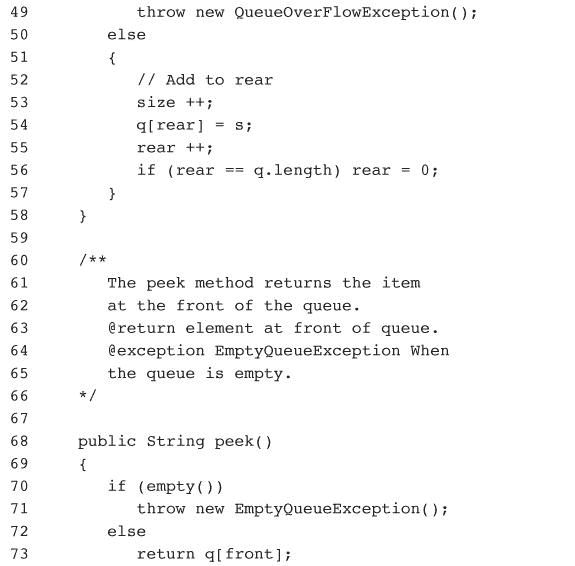 49 throw new QueueOverFlowException();
50 else
51 {
52 // Add to rear
53 size ++;
54 q[rear] = s;
55 rear ++;
56 if (rear == q.length) rear = 0;
57 }
58 }
59
60 /**
61 The peek method returns the item
62 at the front of the queue.
63 @return element at front of queue.
64 @exception EmptyQueueException When
65 the queue is empty.
66 */
67
68 public String peek()
69 {
70 if (empty())
71 throw new EmptyQueueException();
72 else
73 return q[front];